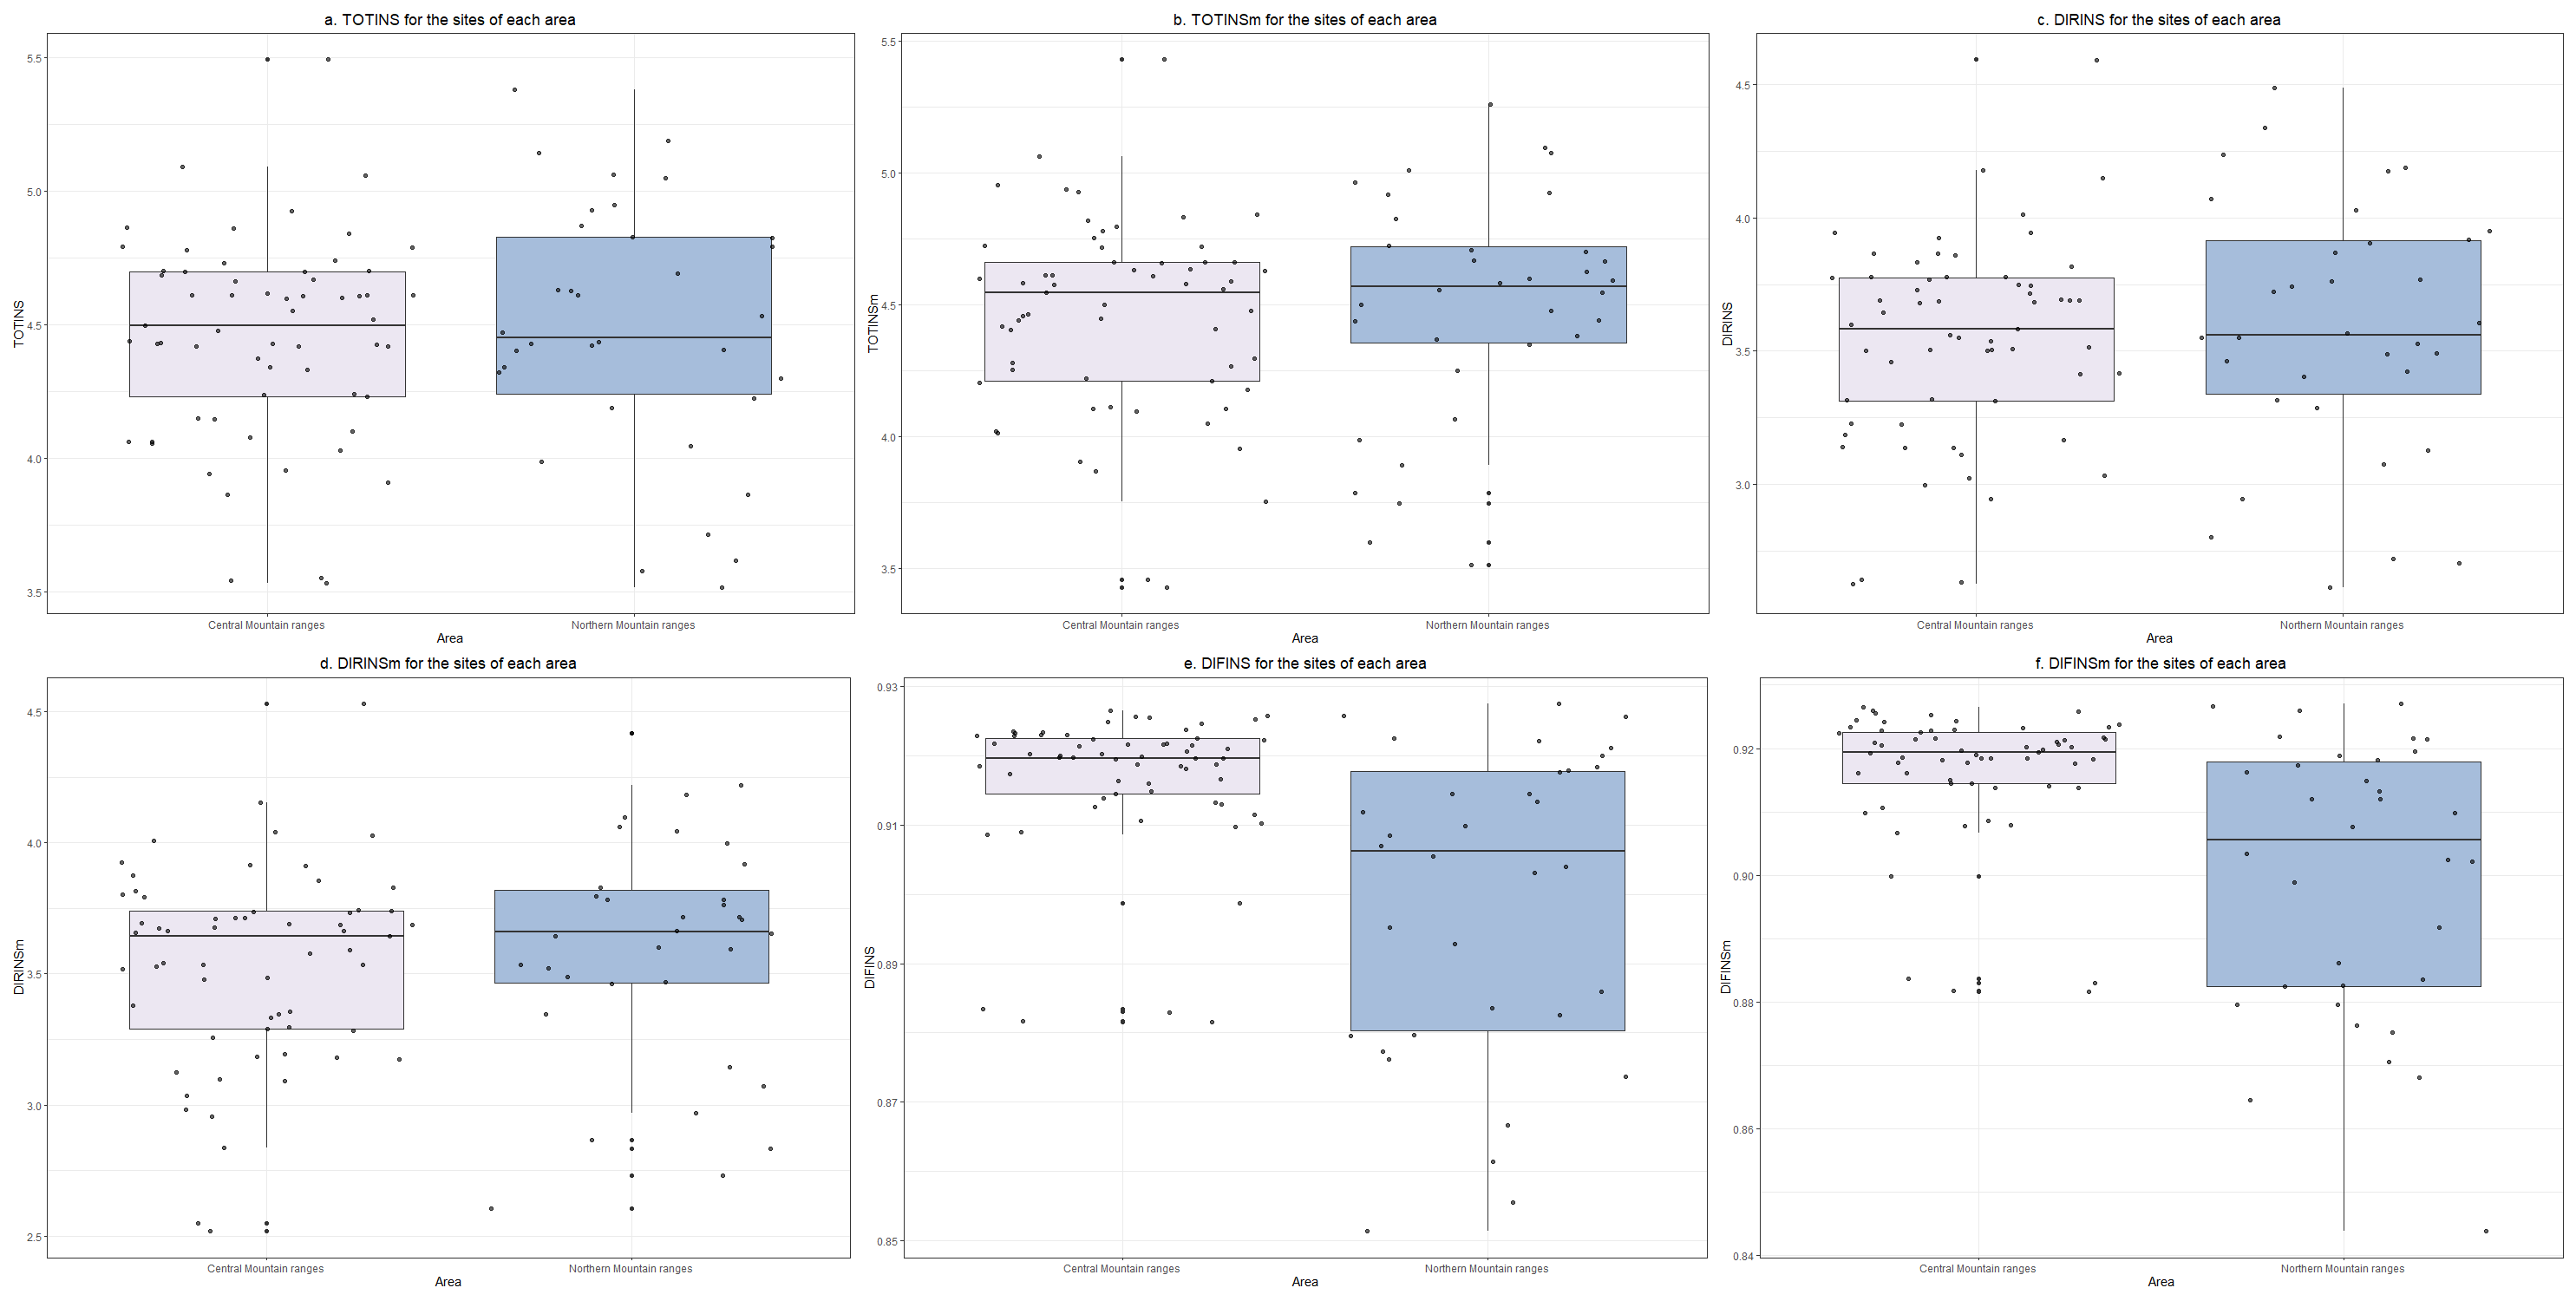 a. TOTINS for the sites of each area
TOTINS
5.5
5.0
4.5
4.0
3.5
Central Mountain ranges
Northern Mountain ranges
Area
b. TOTINSm for the sites of each area
TOTINSm
5.5
5.0
4.5
4.0
3.5
Central Mountain ranges
Northern Mountain ranges
Area
c. DIRINS for the sites of each area
DIRINS
4.5
4.0
3.5
3.0
Central Mountain ranges
Northern Mountain ranges
Area
d. DIRINSm for the sites of each area
DIRINSm
4.5
4.0
3.5
3.0
2.5
Central Mountain ranges
Northern Mountain ranges
Area
e. DIFINS for the sites of each area
DIFINS
0.93
0.91
0.89
0.87
0.85
Central Mountain ranges
Northern Mountain ranges
Area
f. DIFINSm for the sites of each area
DIFINSm
0.92
0.90
0.88
0.86
0.84
Central Mountain ranges
Northern Mountain ranges
Area